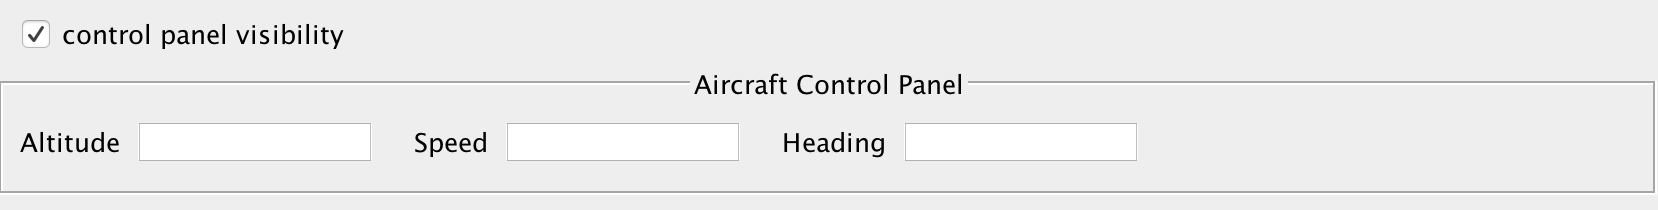 control panel visibility
Aircraft Control Panel
Altitude Speed Heading